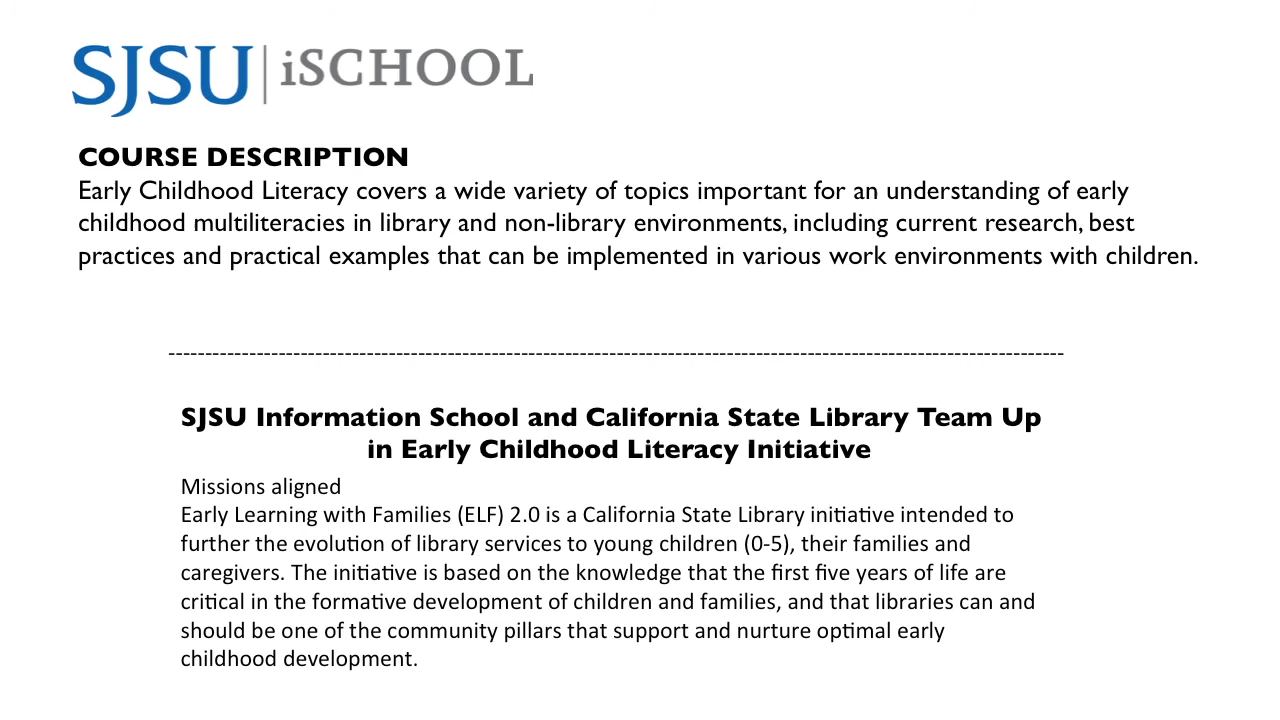 SJSU | iSCHOOL
COURSE DESCRIPTION
Early Childhood Literacy covers a wide variety of topics important for an understanding of early
childhood multiliteracies in library and non-library environments, including current research, best
practices and practical examples that can be implemented in various work environments with children.
--------------------------------------------------------------------------------------------------------------------------
SJSU Information School and California State Library Team Up
in Early Childhood Literacy Initiative
Missions aligned
Early Learning with Families (ELF) 2.0 is a California State Library initiative intended to
further the evolution of library services to young children (0-5), their families and
caregivers. The initiative is based on the knowledge that the first five years of life are
critical in the formative development of children and families, and that libraries can and
should be one of the community pillars that support and nurture optimal early
childhood development.